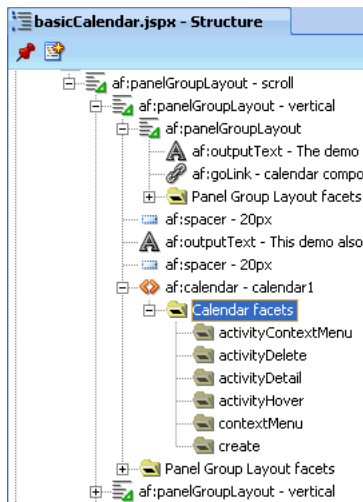 basicCalendar.jspx - Structure
af:panelGroupLayout - scroll
af:panelGroupLayout - vertical
af:panelGroupLayout
af:outputText - The demo
af:goLink - calendar compo
Panel Group Layout facets
af:spacer - 20px
af:outputText - This demo also
af:spacer - 20px
af:calendar - calendar1
Calendar facets
activityContextMenu
activityDelete
activityDetail
activityHover
contextMenu
create
Panel Group Layout facets
af:panelGroupLayout - vertical